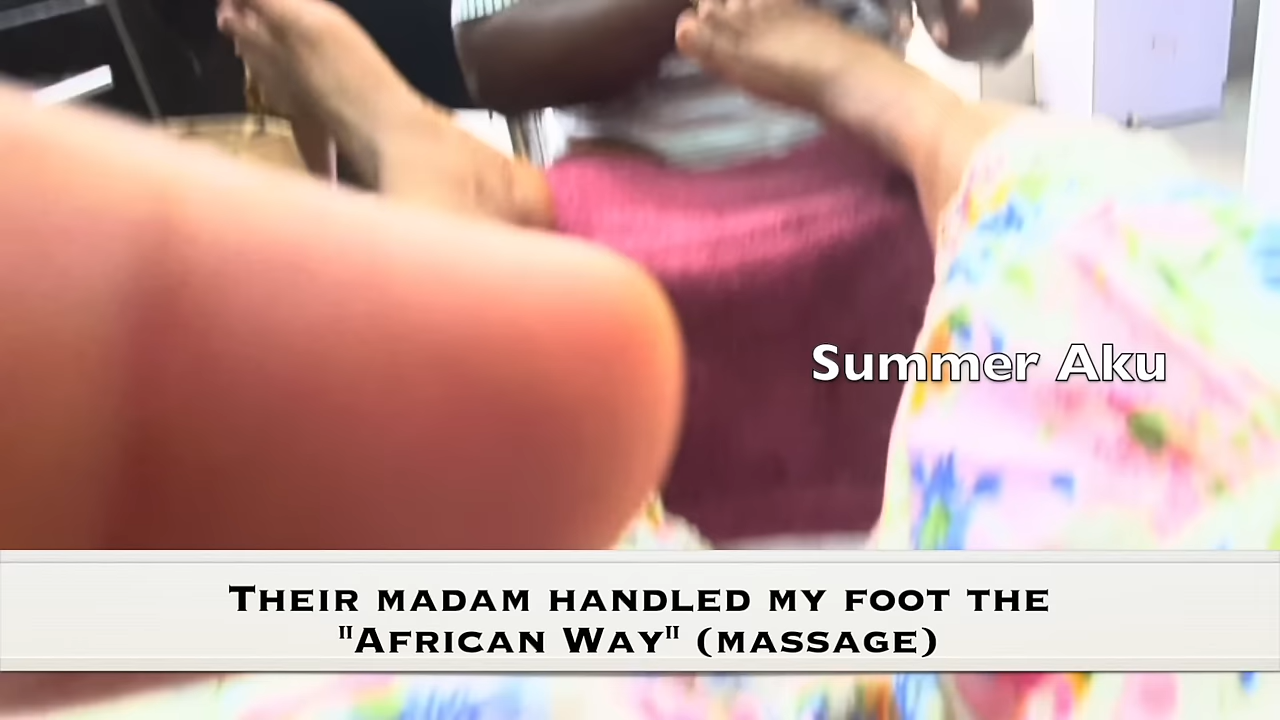 Summer Aku
Their madam handled my foot the
"African Way" (massage)